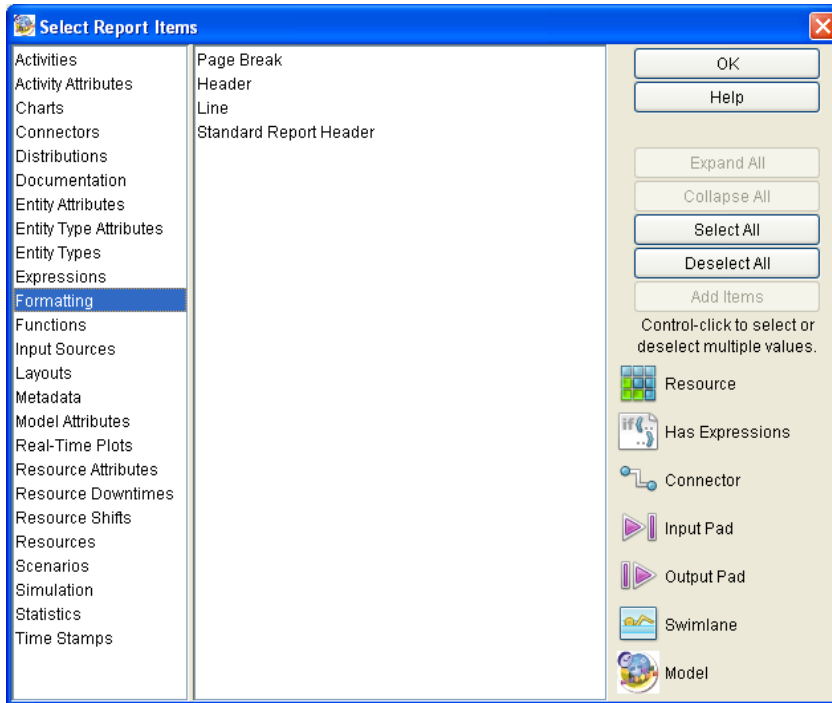 Select Report Items
Activities
Activity Attributes
Charts
Connectors
Distributions
Documentation
Entity Attributes
Entity Type Attributes
Entity Types
Expressions
Formatting
Functions
Input Sources
Layouts
Metadata
Model Attributes
Real-Time Plots
Resource Attributes
Resource Downtimes
Resource Shifts
Resources
Scenarios
Simulation
Statistics
Time Stamps
Page Break
Header
Line
Standard Report Header
OK
Help
Expand All
Collapse All
Select All
Deselect All
Add Items
Control-click to select or
deselect multiple values.
Resource
if(..
..)
Has Expressions
Connector
Input Pad
Output Pad
Swimlane
Model